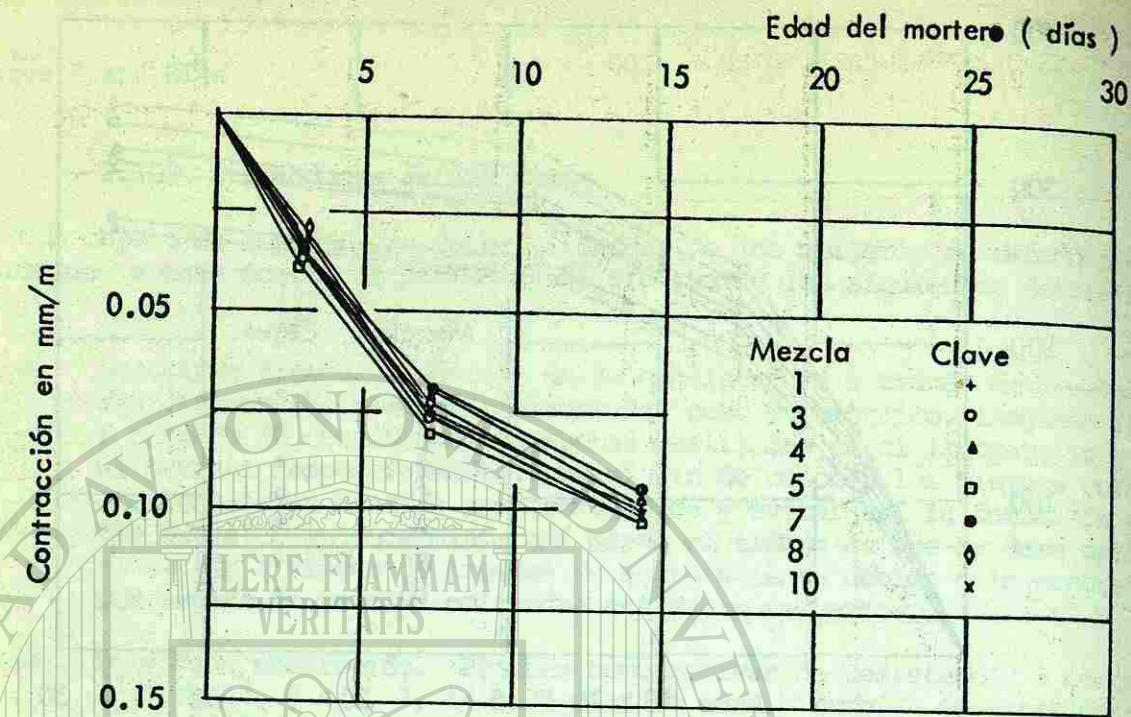 Edad del mortero ( días )
5 10 15 20 25 30
Contracción en mm/m
0.05
0.10
0.15
Mezcla Clave
1 +
3 o
4 ▲
5 □
7 ●
8 ◊
10 x
AVTONOMA
ALERE FLAMMAM
VERITATIS